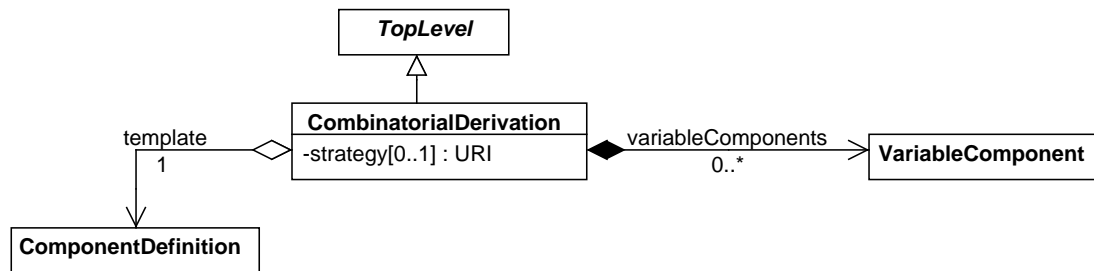 TopLevel
CombinatorialDerivation
-strategy[0..1] : URI
template
1
variableComponents
0..*
VariableComponent
ComponentDefinition